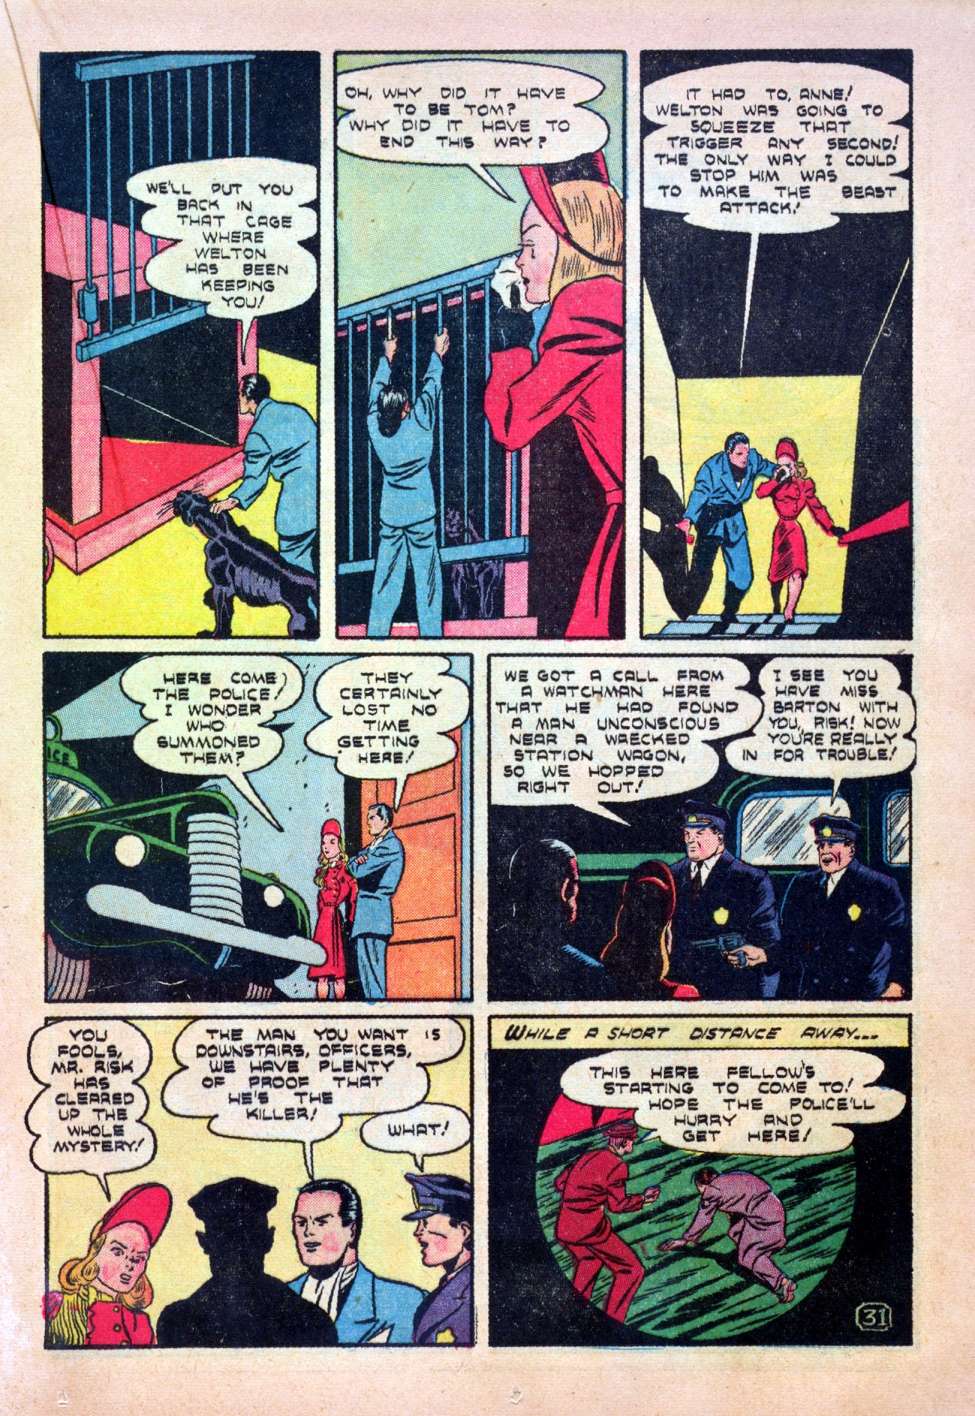 WE'LL PUT YOU
BACK IN
THAT CAGE
WHERE
WELTON
HAS BEEN
KEEPING
YOU!
OH, WHY DID IT HAVE
TO BE TOM?
WHY DID IT HAVE TO
END THIS WAY?
IT HAD TO, ANNE!
WELTON WAS GOING TO
SQUEEZE THAT
TRIGGER ANY SECOND!
THE ONLY WAY I COULD
STOP HIM WAS
TO MAKE THE BEAST
ATTACK!
HERE COME
THE POLICE!
I WONDER
WHO
SUMMONED
THEM?
THEY
CERTAINLY
LOST NO
TIME
GETTING
HERE!
ICE
WE GOT A CALL FROM
A WATCHMAN HERE
THAT HE HAD FOUND
A MAN UNCONSCIOUS
NEAR A WRECKED
STATION WAGON,
SO WE HOPPED
RIGHT OUT!
I SEE YOU
HAVE MISS
BARTON WITH
YOU, RISK! NOW
YOU'RE REALLY
IN FOR TROUBLE!
YOU
FOOLS,
MR. RISK
HAS
CLEARED
UP THE
WHOLE
MYSTERY!
THE MAN YOU WANT IS
DOWNSTAIRS, OFFICERS,
WE HAVE PLENTY
OF PROOF THAT
HE'S THE
KILLER!
WHAT!
WHILE A SHORT DISTANCE AWAY...
THIS HERE FELLOW'S
STARTING TO COME TO!
HOPE THE POLICE'LL
HURRY AND
GET HERE!
31